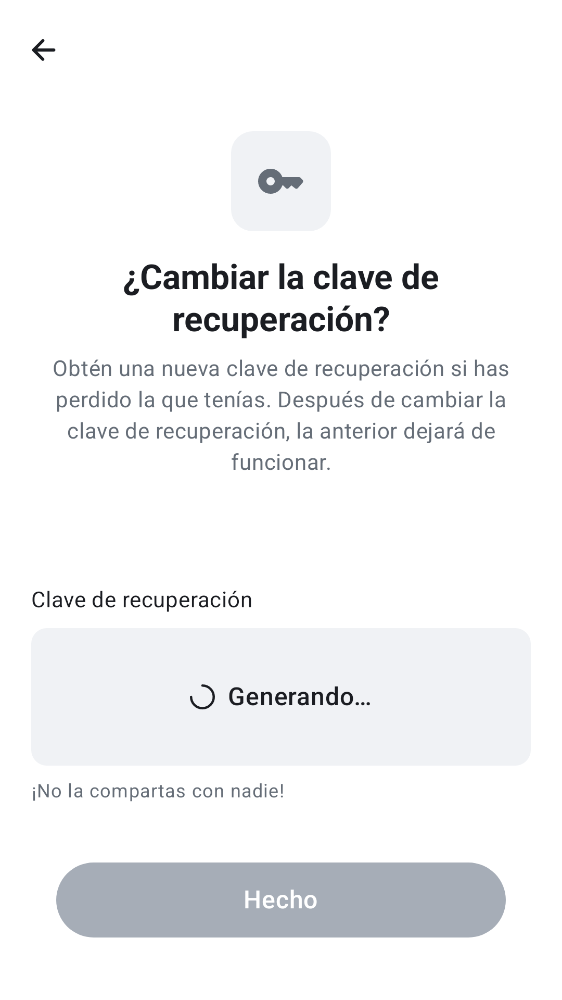 ¿Cambiar la clave de
recuperación?
Obtén una nueva clave de recuperación si has
perdido la que tenías. Después de cambiar la
clave de recuperación, la anterior dejará de
funcionar.
Clave de recuperación
Generando…
¡No la compartas con nadie!
Hecho